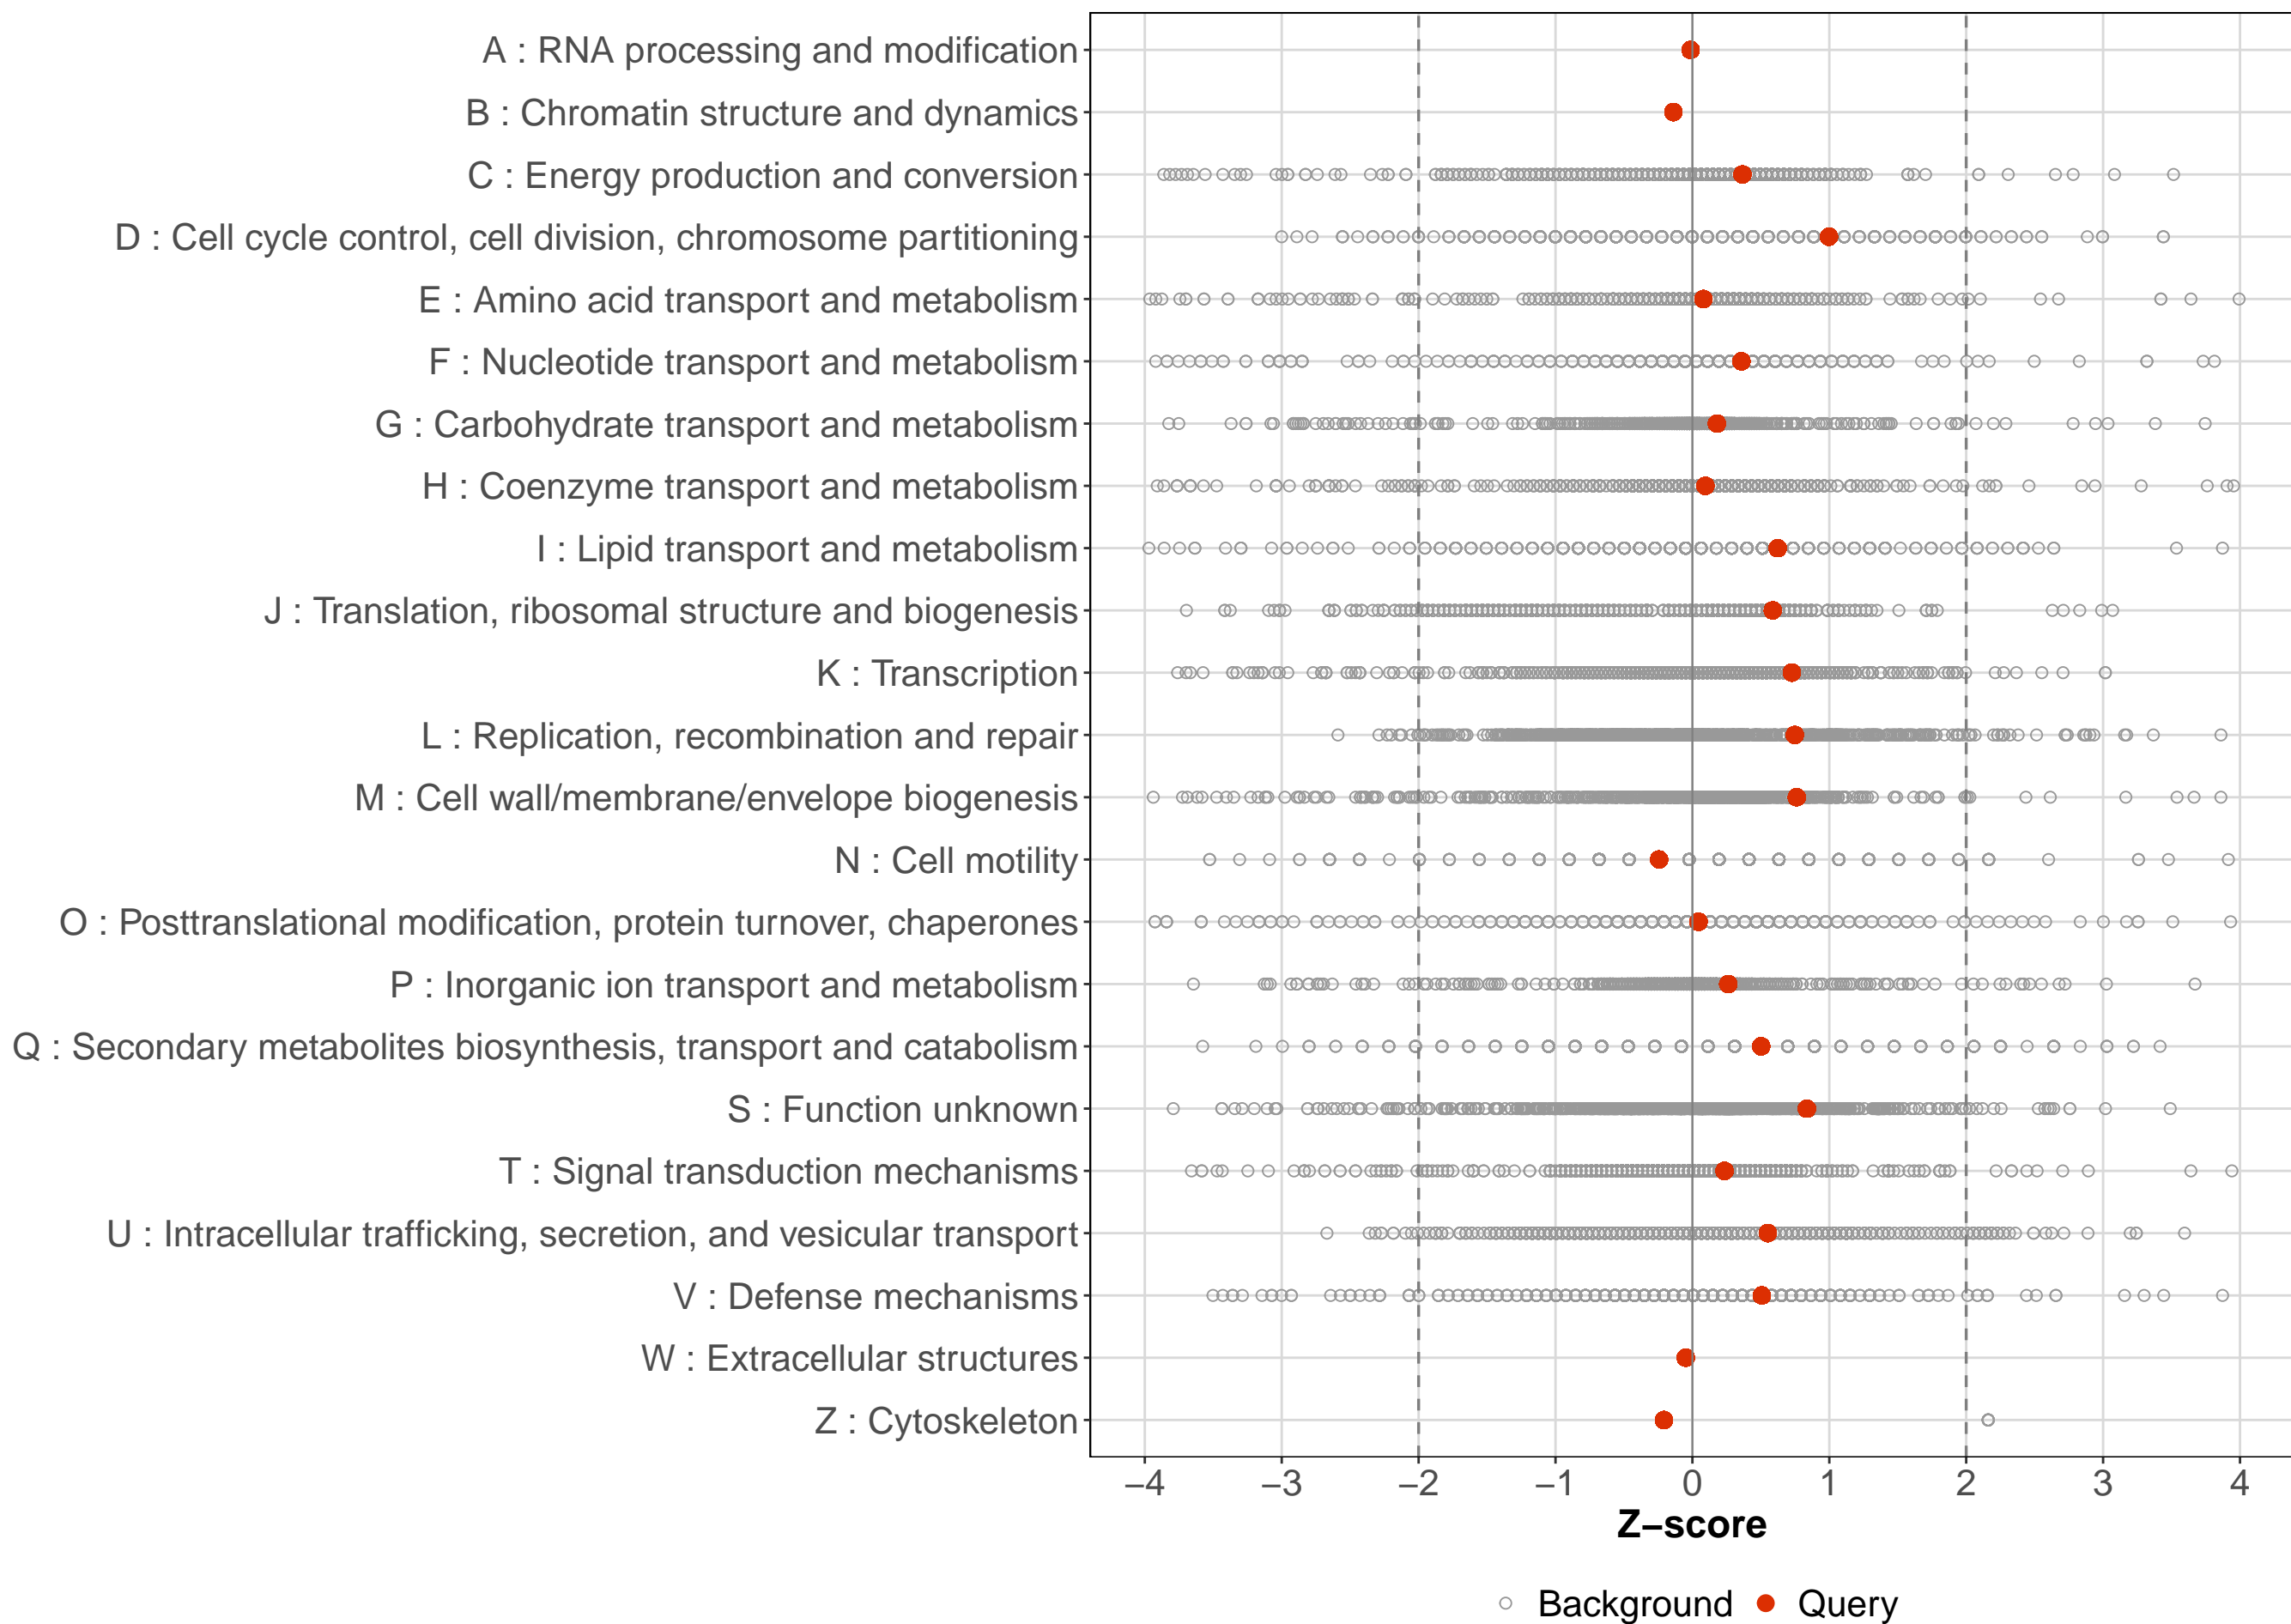 A : RNA processing and modification
B : Chromatin structure and dynamics
C : Energy production and conversion
D : Cell cycle control, cell division, chromosome partitioning
E : Amino acid transport and metabolism
F : Nucleotide transport and metabolism
G : Carbohydrate transport and metabolism
H : Coenzyme transport and metabolism
I : Lipid transport and metabolism
J : Translation, ribosomal structure and biogenesis
K : Transcription
L : Replication, recombination and repair
M : Cell wall/membrane/envelope biogenesis
N : Cell motility
O : Posttranslational modification, protein turnover, chaperones
P : Inorganic ion transport and metabolism
Q : Secondary metabolites biosynthesis, transport and catabolism
S : Function unknown
T : Signal transduction mechanisms
U : Intracellular trafficking, secretion, and vesicular transport
V : Defense mechanisms
W : Extracellular structures
Z : Cytoskeleton
−4 −3 −2 −1 0 1 2 3 4
Z−score
Background Query